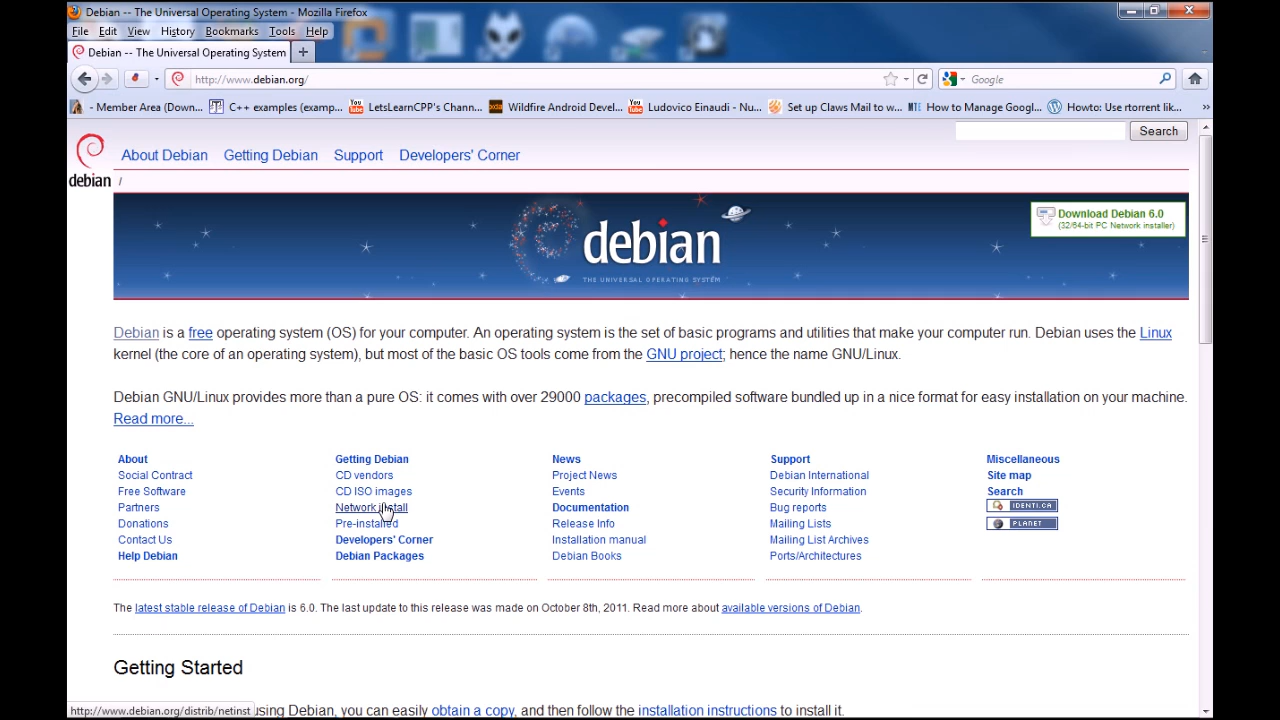 Debian -- The Universal Operating System - Mozilla Firefox
File Edit View History Bookmarks Tools Help
Debian -- The Universal Operating System +
http://www.debian.org/ Google
- Member Area (Down... C++ examples (examp... LetsLearnCPP's Chann... Wildfire Android Devel... Ludovico Einaudi - Nu... Set up Claws Mail to w... How to Manage Googl... Howto: Use rtorrent lik... »
Search
About Debian Getting Debian Support Developers' Corner
debian /
debian
THE UNIVERSAL OPERATING SYSTEM
Download Debian 6.0
(32/64-bit PC Network installer)
Debian is a free operating system (OS) for your computer. An operating system is the set of basic programs and utilities that make your computer run. Debian uses the Linux
kernel (the core of an operating system), but most of the basic OS tools come from the GNU project; hence the name GNU/Linux.
Debian GNU/Linux provides more than a pure OS: it comes with over 29000 packages, precompiled software bundled up in a nice format for easy installation on your machine.
Read more...
About
Social Contract
Free Software
Partners
Donations
Contact Us
Help Debian
Getting Debian
CD vendors
CD ISO images
Network install
Pre-installed
Developers' Corner
Debian Packages
News
Project News
Events
Documentation
Release Info
Installation manual
Debian Books
Support
Debian International
Security Information
Bug reports
Mailing Lists
Mailing List Archives
Ports/Architectures
Miscellaneous
Site map
Search
IDENTI.CA
PLANET
The latest stable release of Debian is 6.0. The last update to this release was made on October 8th, 2011. Read more about available versions of Debian.
Getting Started
http://www.debian.org/distrib/netinst using Debian, you can easily obtain a copy, and then follow the installation instructions to install it.